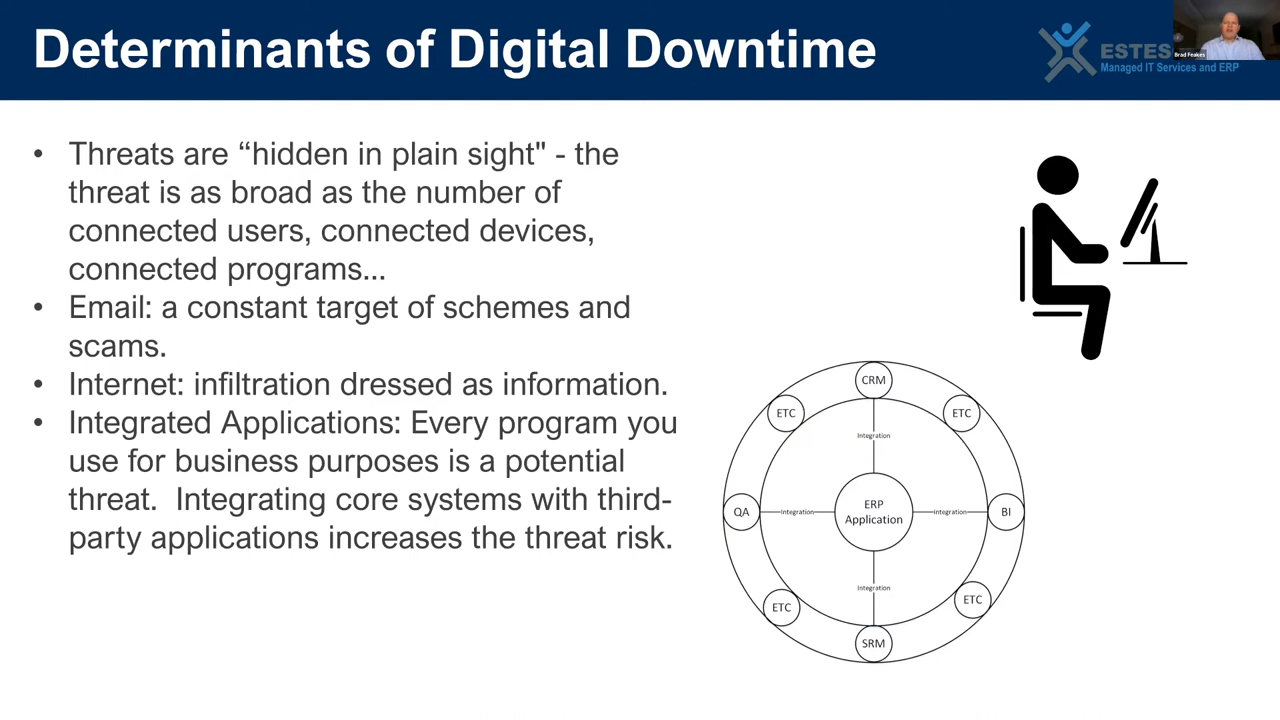 Determinants of Digital Downtime
ESTES
Managed IT Services and ERP
Brad Feakes
• Threats are “hidden in plain sight" - the
threat is as broad as the number of
connected users, connected devices,
connected programs...
• Email: a constant target of schemes and
scams.
• Internet: infiltration dressed as information.
• Integrated Applications: Every program you
use for business purposes is a potential
threat.  Integrating core systems with third-
party applications increases the threat risk.
CRM
ETC
ETC
Integration
ERP
Application
QA
Integration
Integration
BI
Integration
ETC
ETC
SRM